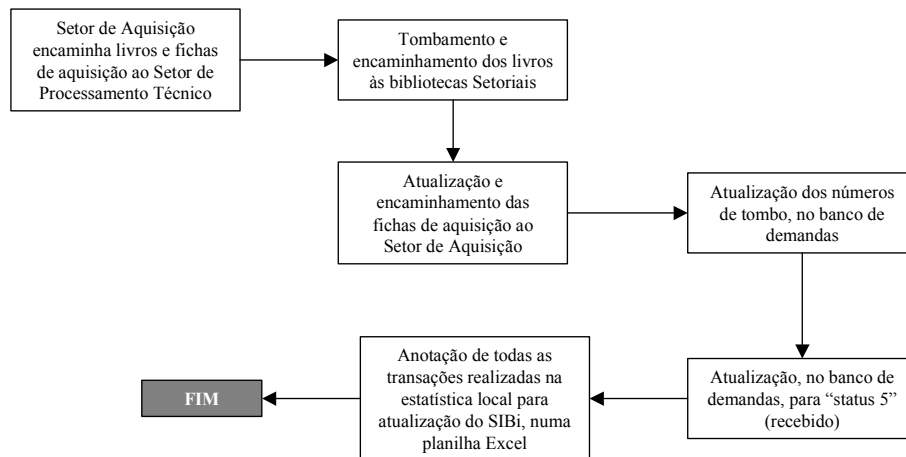 Setor de Aquisição
encaminha livros e fichas
de aquisição ao Setor de
Processamento Técnico
Tombamento e
encaminhamento dos livros
às bibliotecas Setoriais
Atualização e
encaminhamento das
fichas de aquisição ao
Setor de Aquisição
Atualização dos números
de tombo, no banco de
demandas
Atualização, no banco de
demandas, para “status 5”
(recebido)
Anotação de todas as
transações realizadas na
estatística local para
atualização do SIBi, numa
planilha Excel
FIM